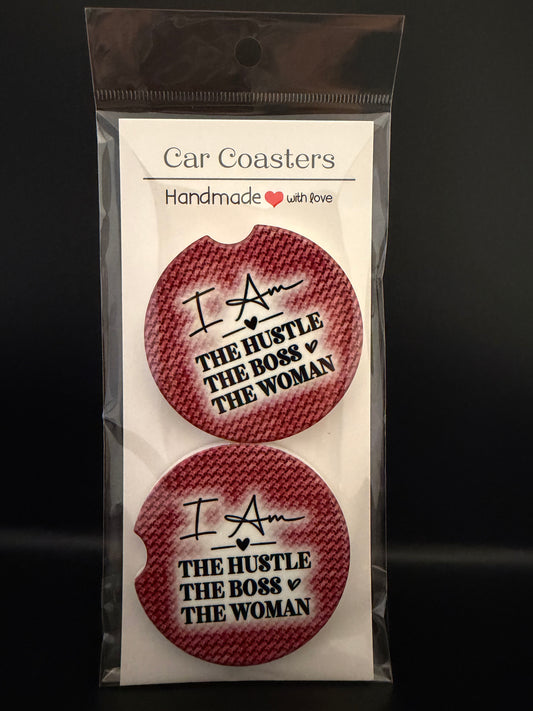 Car Coasters
Handmade ❤ with love
I Am
THE HUSTLE
THE BOSS
THE WOMAN
I Am
THE HUSTLE
THE BOSS
THE WOMAN